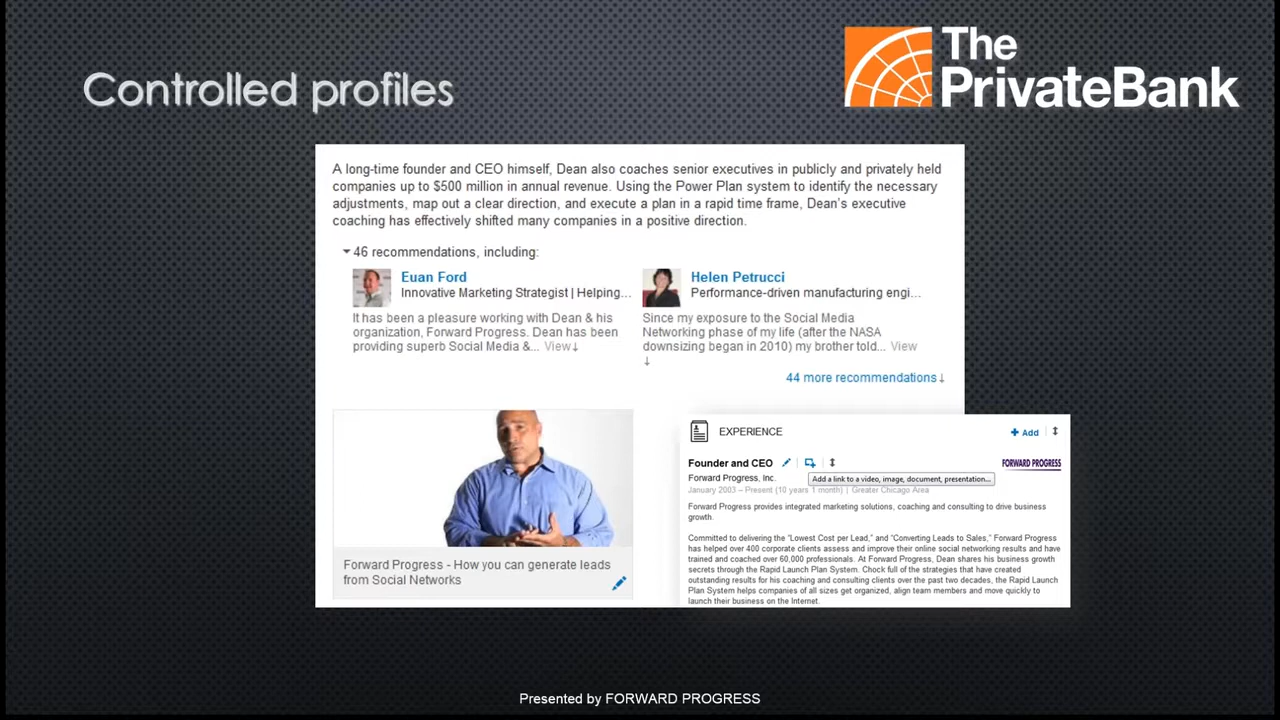 Controlled profiles
The
PrivateBank
A long-time founder and CEO himself, Dean also coaches senior executives in publicly and privately held
companies up to $500 million in annual revenue. Using the Power Plan system to identify the necessary
adjustments, map out a clear direction, and execute a plan in a rapid time frame, Dean's executive
coaching has effectively shifted many companies in a positive direction.
46 recommendations, including:
Euan Ford
Innovative Marketing Strategist | Helping...
It has been a pleasure working with Dean & his
organization, Forward Progress. Dean has been
providing superb Social Media &... View↓
Helen Petrucci
Performance-driven manufacturing engi...
Since my exposure to the Social Media
Networking phase of my life (after the NASA
downsizing began in 2010) my brother told... View
↓
44 more recommendations↓
Forward Progress - How you can generate leads
from Social Networks
EXPERIENCE
Add
Founder and CEO
FORWARD PROGRESS
Forward Progress, Inc.
Add a link to a video, image, document, presentation...
January 2003 – Present (10 years 1 month) | Greater Chicago Area
Forward Progress provides integrated marketing solutions, coaching and consulting to drive business
growth.
Committed to delivering the "Lowest Cost per Lead," and "Converting Leads to Sales," Forward Progress
has helped over 400 corporate clients assess and improve their online social networking results and have
trained and coached over 60,000 professionals. At Forward Progress, Dean shares his business growth
secrets through the Rapid Launch Plan System. Chock full of the strategies that have created
outstanding results for his coaching and consulting clients over the past two decades, the Rapid Launch
Plan System helps companies of all sizes get organized, align team members and move quickly to
launch their business on the Internet.
Presented by FORWARD PROGRESS